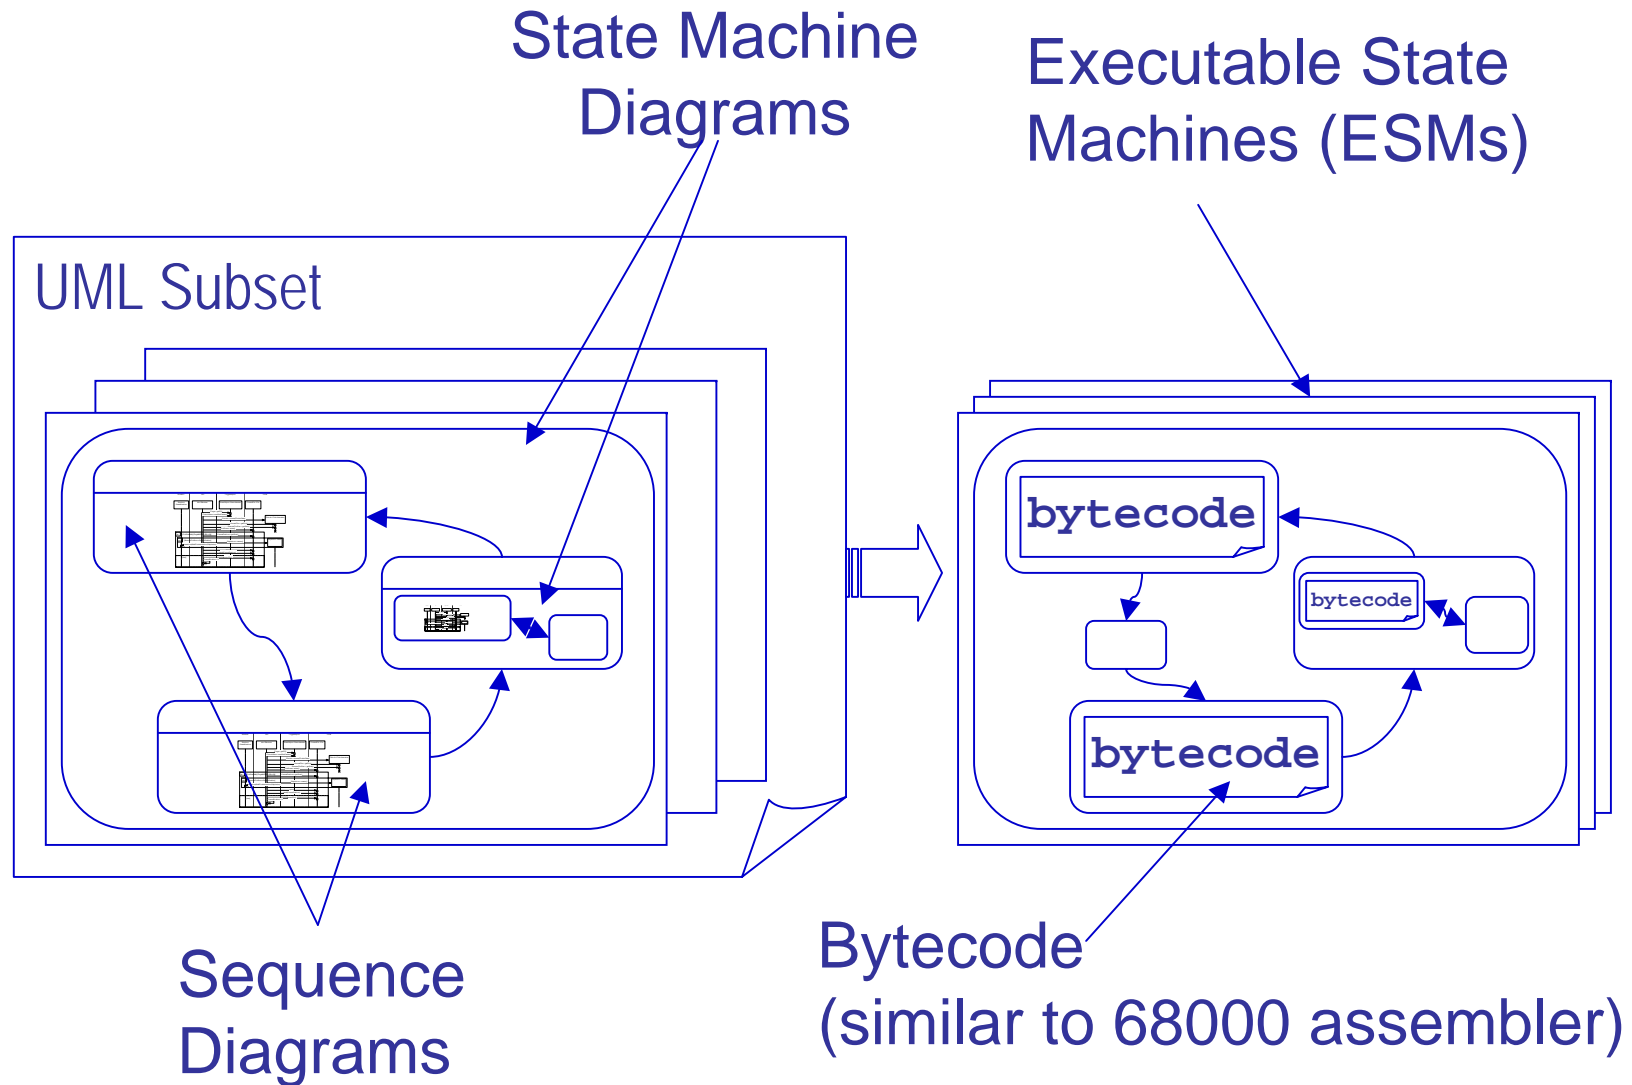 State Machine
Diagrams
Executable State
Machines (ESMs)
UML Subset
bytecode
bytecode
bytecode
Sequence
Diagrams
Bytecode
(similar to 68000 assembler)